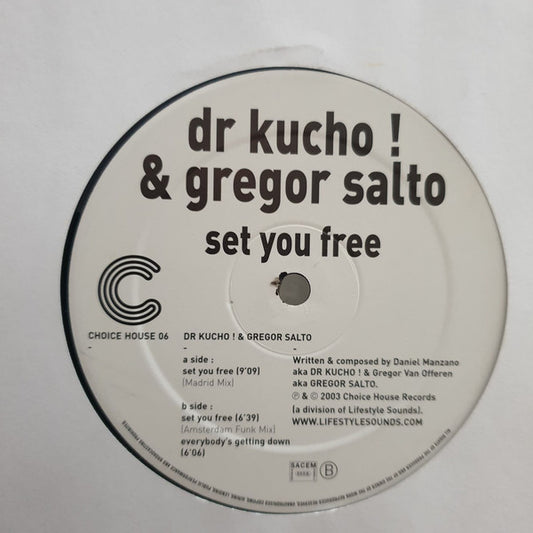 dr kucho !
& gregor salto
set you free
CHOICE HOUSE 06
-
DR KUCHO ! & GREGOR SALTO
-
a side :
set you free (9'09)
(Madrid Mix)
b side :
set you free (6'39)
(Amsterdam Funk Mix)
everybody's getting down
(6'06)
-
Written & composed by Daniel Manzano
aka DR KUCHO ! & Gregor Van Offeren
aka GREGOR SALTO.
Ⓟ & © 2003 Choice House Records
(a division of Lifestyle Sounds).
WWW.LIFESTYLESOUNDS.COM
SACEM
B